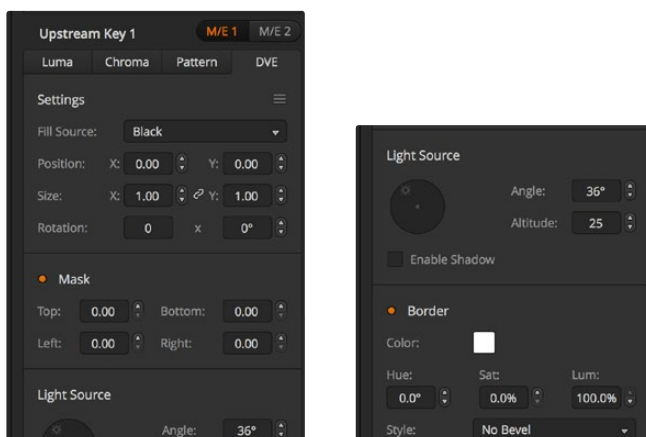 Upstream Key 1 M/E 1 M/E 2
Luma Chroma Pattern DVE
Settings
Fill Source: Black
Position: X: 0.00 Y: 0.00
Size: X: 1.00 Y: 1.00
Rotation: 0 x 0°
Mask
Top: 0.00 Bottom: 0.00
Left: 0.00 Right: 0.00
Light Source
Angle: 36°
Light Source
Angle: 36°
Altitude: 25
Enable Shadow
Border
Color:
Hue: Sat: Lum:
0.0° 0.0% 100.0%
Style: No Bevel